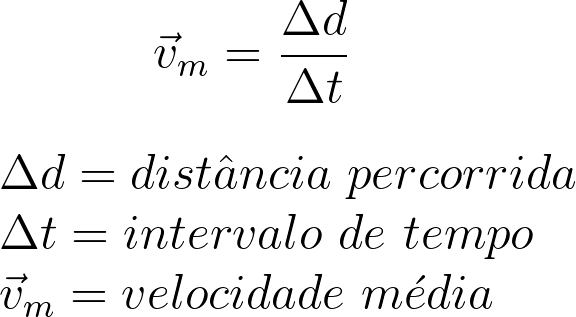 v⃗ₘ = Δd / Δt
Δd = distância percorrida
Δt = intervalo de tempo
v⃗ₘ = velocidade média